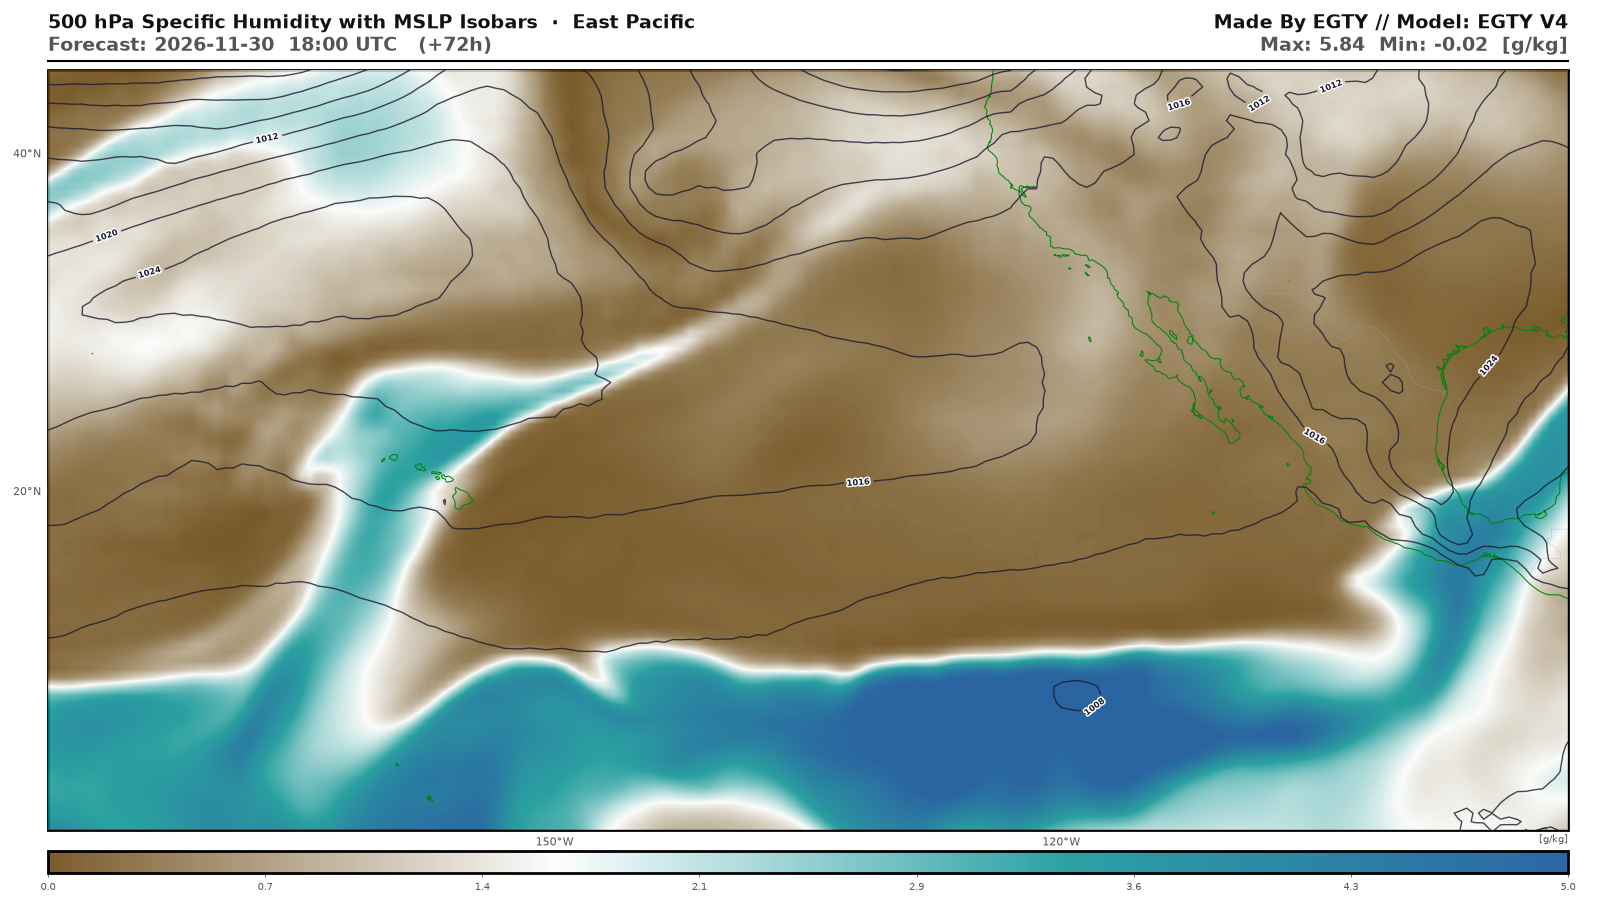 500 hPa Specific Humidity with MSLP Isobars · East Pacific
Made By EGTY // Model: EGTY V4
Forecast: 2026-11-30 18:00 UTC (+72h)
Max: 5.84 Min: -0.02 [g/kg]
1012
1016
1012
1012
40°N
1020
1024
1024
1016
1016
20°N
1008
150°W
120°W
[g/kg]
0.0
0.7
1.4
2.1
2.9
3.6
4.3
5.0